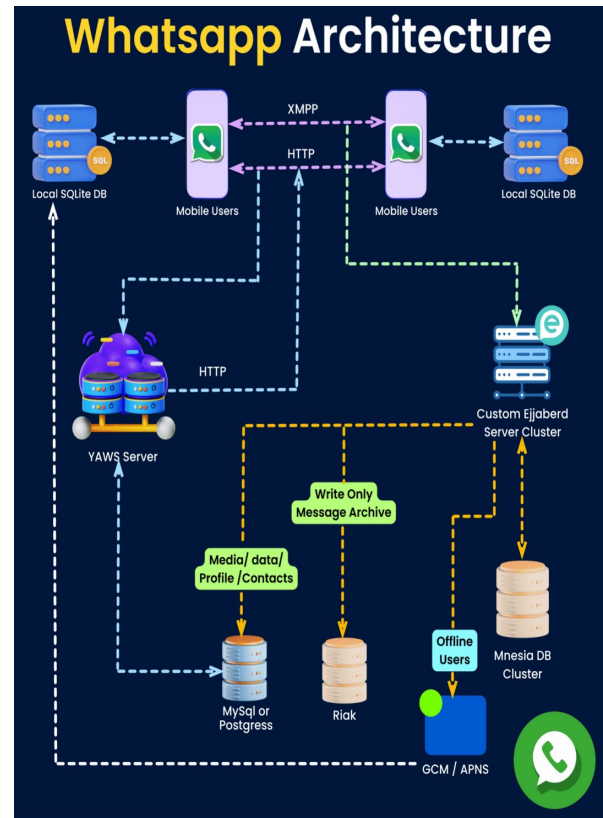 Whatsapp Architecture
XMPP
HTTP
SQL
SQL
Local SQLite DB
Mobile Users
Mobile Users
Local SQLite DB
e
HTTP
YAWS Server
Custom Ejjaberd
Server Cluster
Write Only
Message Archive
Media/ data/
Profile /Contacts
Offline
Users
Mnesia DB
Cluster
MySql or
Postgress
Riak
GCM / APNS